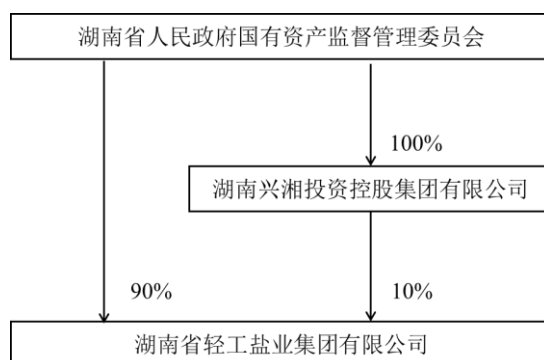 湖南省人民政府国有资产监督管理委员会
100%
湖南兴湘投资控股集团有限公司
90%
10%
湖南省轻工盐业集团有限公司